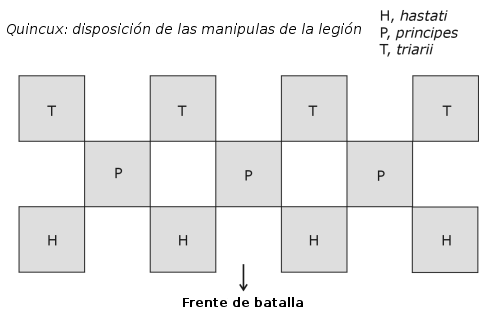 Quincux: disposición de las manipulas de la legión
H, hastati
P, principes
T, triarii
T T T T
P P P
H H H H
Frente de batalla